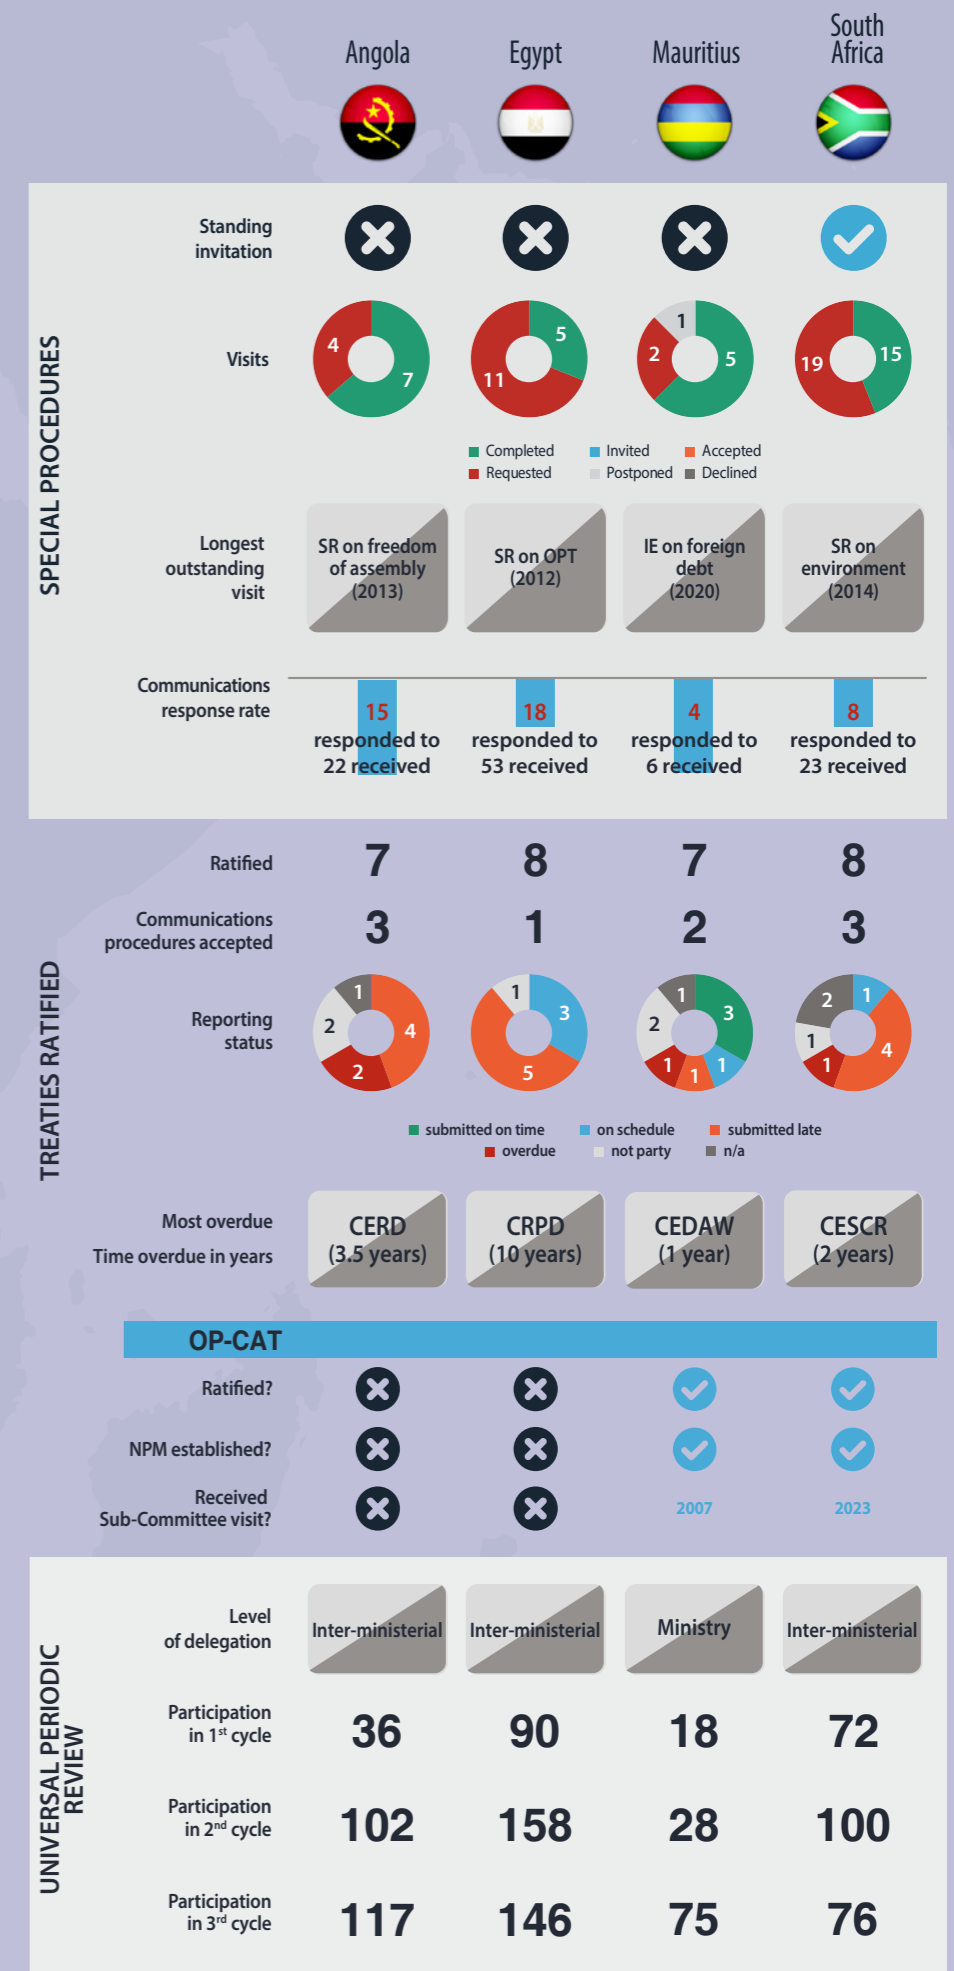 Angola
Egypt
Mauritius
South
Africa
SPECIAL PROCEDURES
Standing
invitation
Visits
4
7
5
11
1
2
5
19
15
Completed
Invited
Accepted
Requested
Postponed
Declined
Longest
outstanding
visit
SR on freedom
of assembly
(2013)
SR on OPT
(2012)
IE on foreign
debt
(2020)
SR on
environment
(2014)
Communications
response rate
15
responded to
22 received
18
responded to
53 received
4
responded to
6 received
8
responded to
23 received
TREATIES RATIFIED
Ratified
7
8
7
8
Communications
procedures accepted
3
1
2
3
Reporting
status
1
2
4
2
1
3
5
1
2
3
1
1
1
2
1
1
4
1
submitted on time
on schedule
submitted late
overdue
not party
n/a
Most overdue
Time overdue in years
CERD
(3.5 years)
CRPD
(10 years)
CEDAW
(1 year)
CESCR
(2 years)
OP-CAT
Ratified?
NPM established?
Received
Sub-Committee visit?
2007
2023
UNIVERSAL PERIODIC
REVIEW
Level
of delegation
Inter-ministerial
Inter-ministerial
Ministry
Inter-ministerial
Participation
in 1st cycle
36
90
18
72
Participation
in 2nd cycle
102
158
28
100
Participation
in 3rd cycle
117
146
75
76